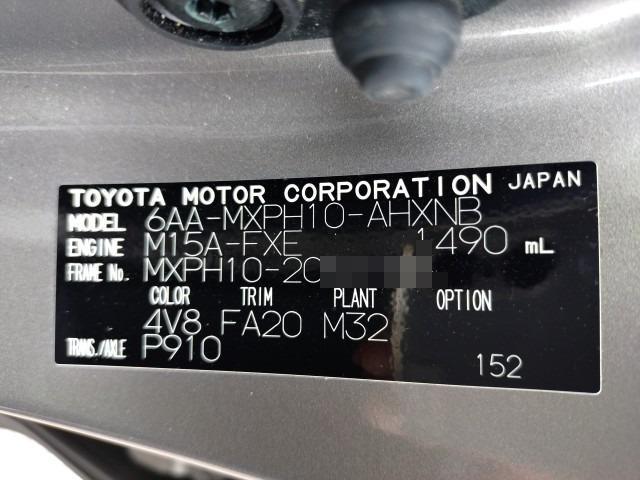 TOYOTA MOTOR CORPORATION JAPAN
MODEL 6AA-MXPH10-AHXNB
ENGINE M15A-FXE 1490 mL
FRAME No. MXPH10-20
COLOR TRIM PLANT OPTION
4V8 FA20 M32
TRANS./AXLE P910
152